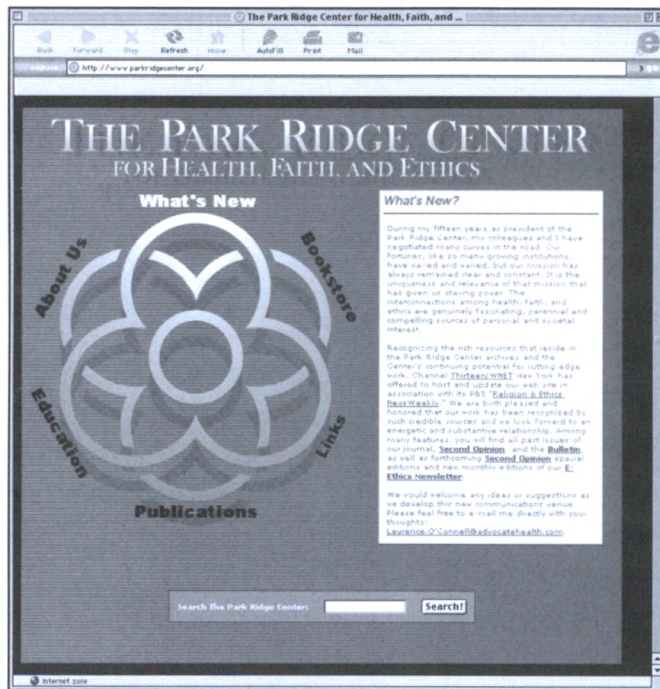 The Park Ridge Center for Health, Faith, and ...
Back Forward Stop Refresh Home AutoFill Print Mail
Address: http://www.parkridgecenter.org/ go
THE PARK RIDGE CENTER
FOR HEALTH, FAITH, AND ETHICS
What's New
About Us
Bookstore
Education
Links
Publications
What's New?
During my fifteen years as president of the
Park Ridge Center, my colleagues and I have
negotiated many curves in the road. Our
fortunes, like so many growing institutions,
have varied and varied, but our mission has
always remained clear and constant. It is the
uniqueness and relevance of that mission that
has given us staying power. The
interconnections among health, faith, and
ethics are genuinely fascinating, perennial and
compelling sources of personal and societal
interest.
Recognizing the rich resources that reside in
the Park Ridge Center archives and the
Center's continuing potential for cutting edge
work, Channel Thirteen/WNET New York has
offered to host and update our web site in
association with its PBS "Religion & Ethics
NewsWeekly." We are both pleased and
honored that our work has been recognized by
such credible sources and we look forward to an
energetic and substantive relationship. Among
many features, you will find all past issues of
our journal, Second Opinion and the Bulletin,
as well as forthcoming Second Opinion special
editions and new monthly editions of our E-
Ethics Newsletter.
We would welcome any ideas or suggestions as
we develop this new communications venue.
Please feel free to e-mail me directly with your
thoughts:
Laurence.O'Connell@advocatehealth.com
Search The Park Ridge Center: Search!
Internet zone